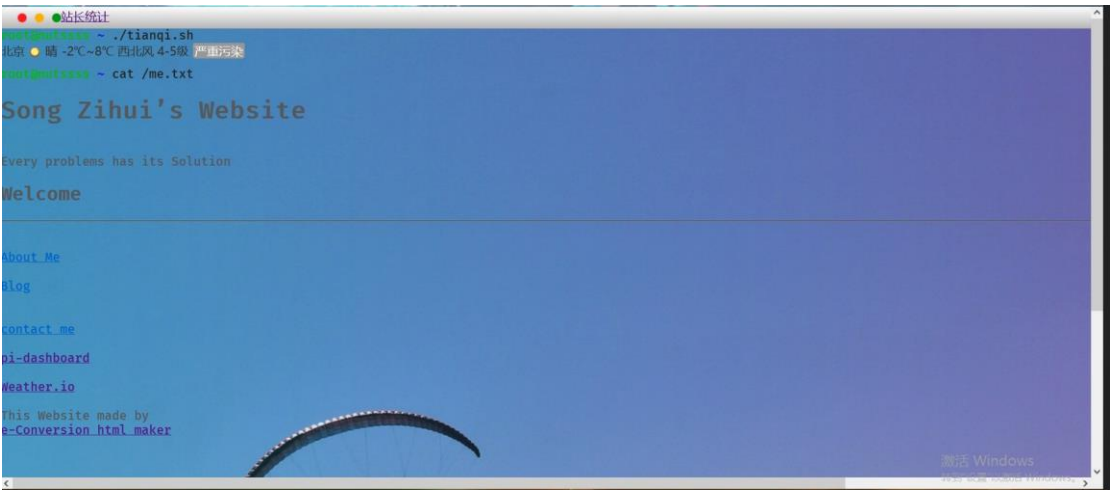 站长统计
~ ./tianqi.sh
北京 晴 -2℃~8℃ 西北风 4-5级 严重污染
~ cat /me.txt
Song Zihui’s Website
Every problems has its Solution
Welcome
About Me
Blog
contact me
pi-dashboard
Weather.io
This Website made by
e-Conversion html maker
激活 Windows
Windows。